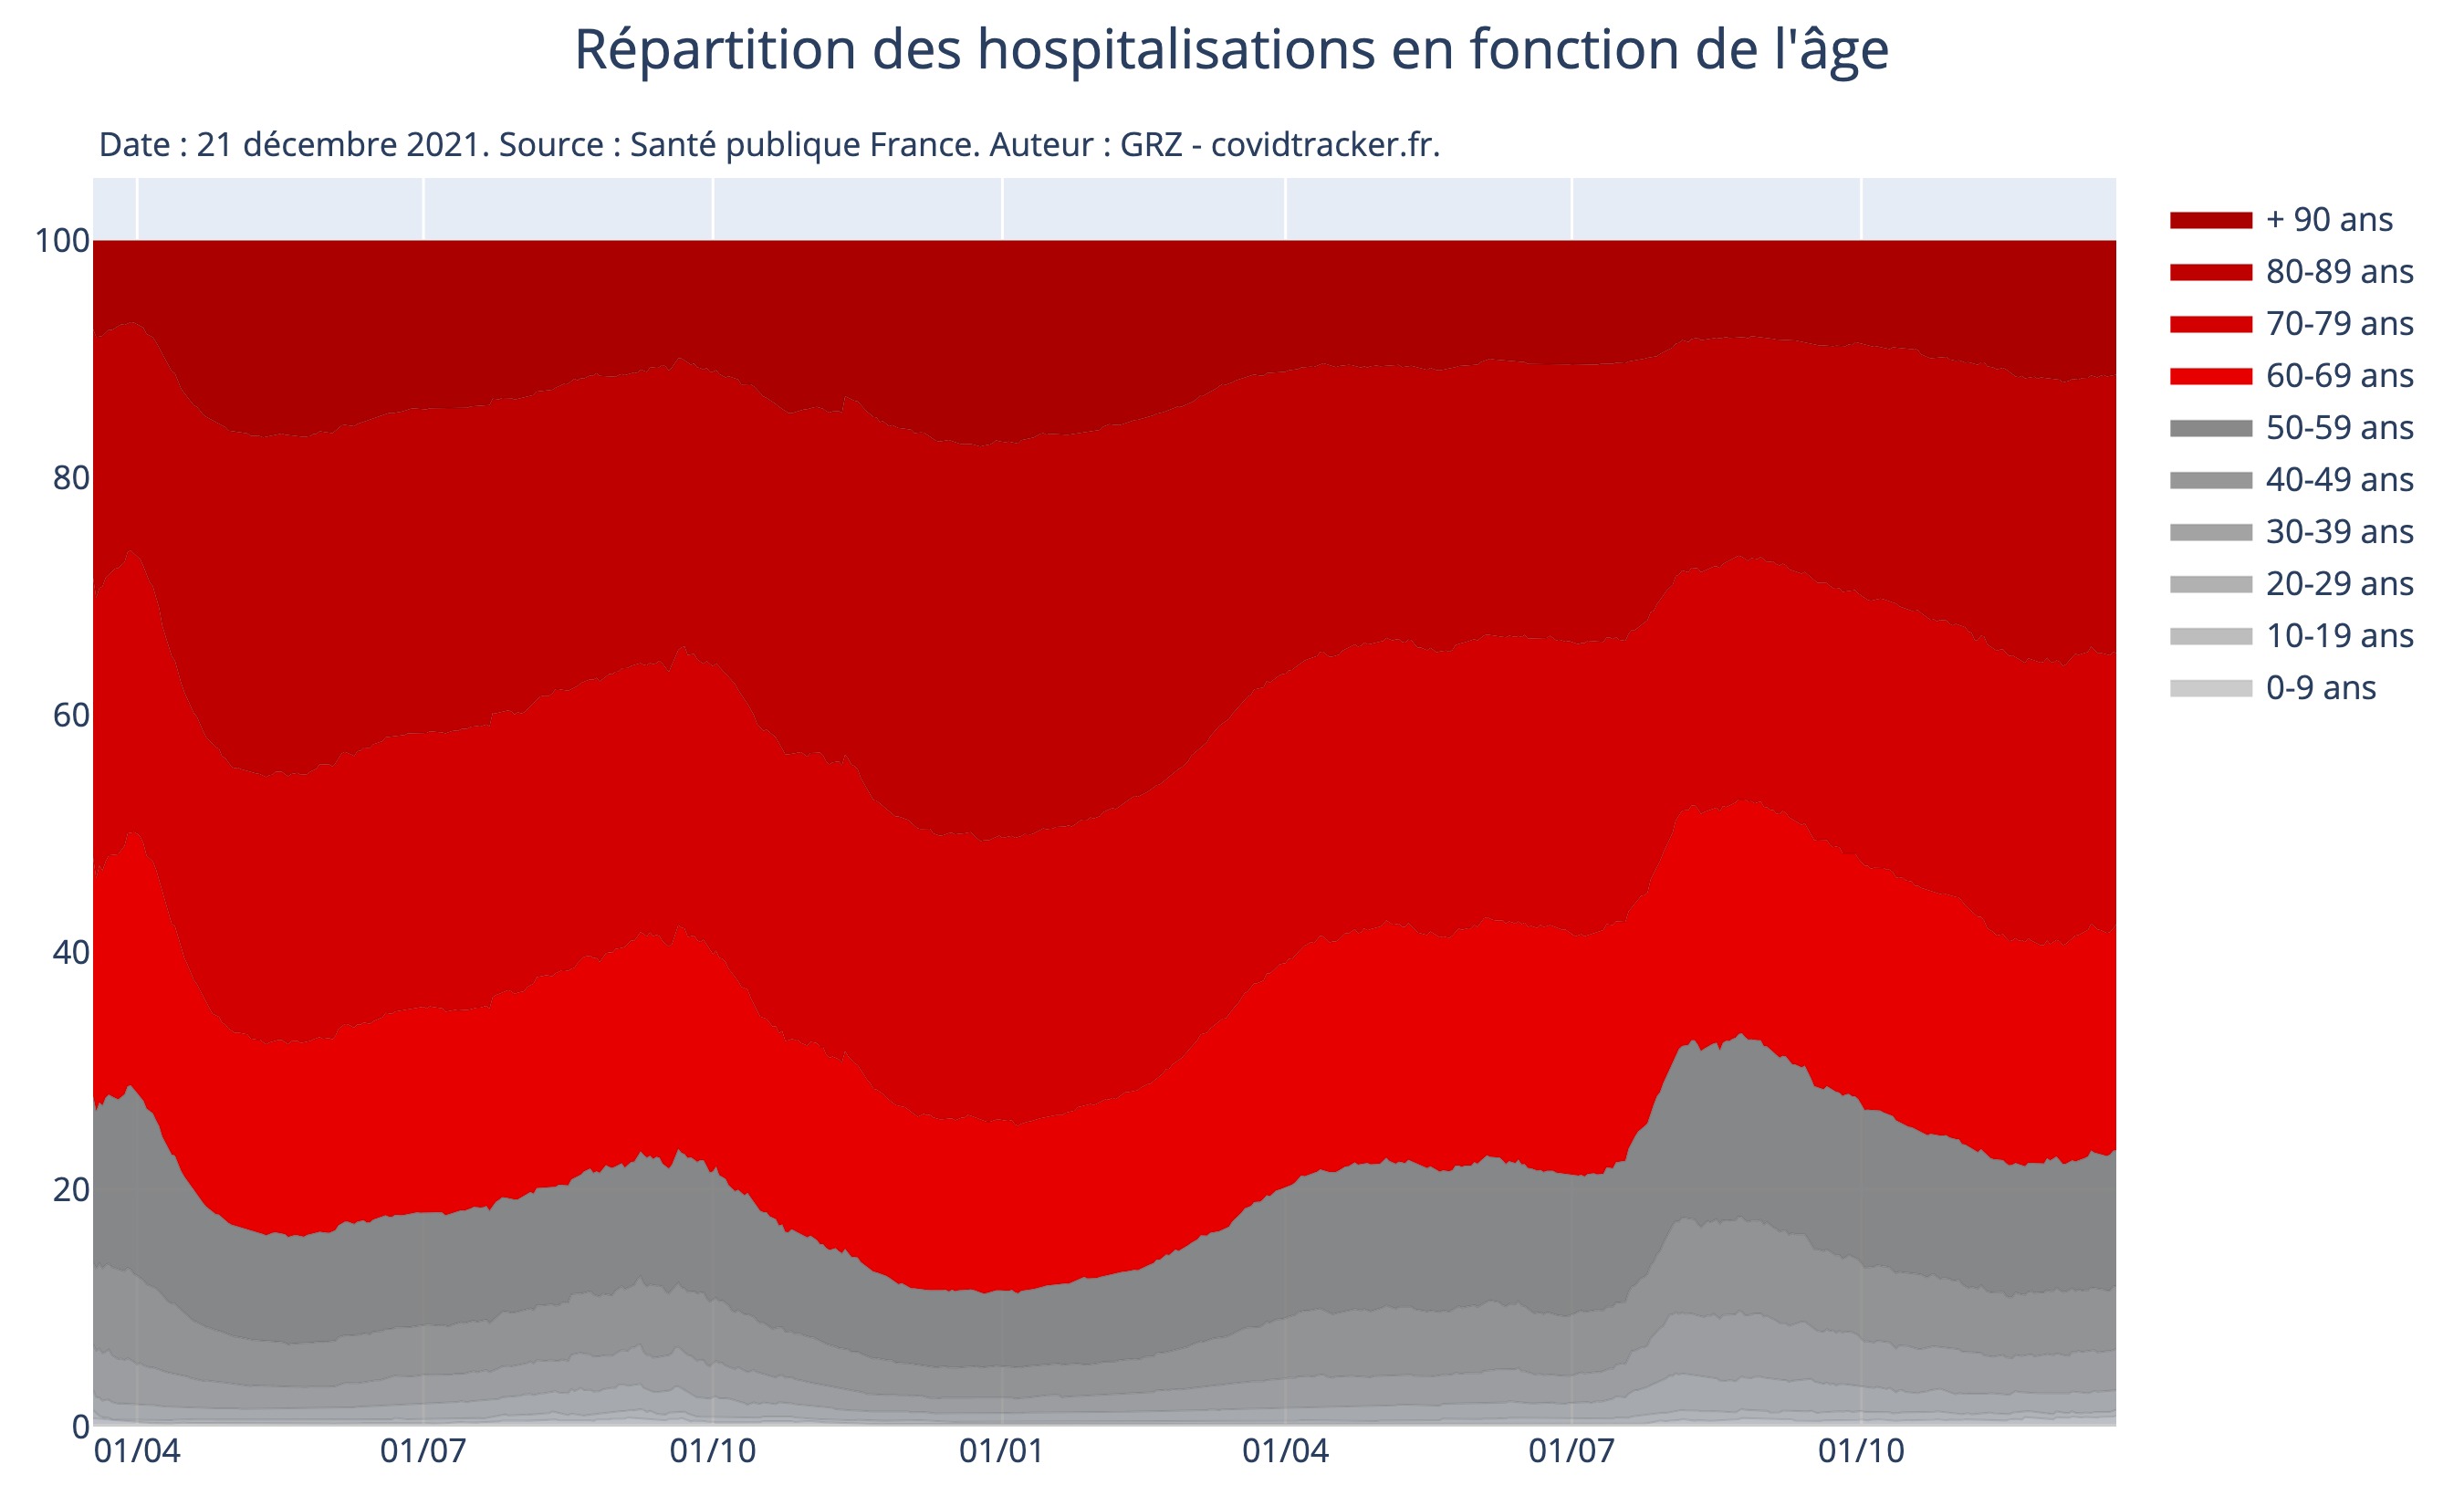 Répartition des hospitalisations en fonction de l'âge
Date : 21 décembre 2021. Source : Santé publique France. Auteur : GRZ - covidtracker.fr.
100
80
60
40
20
0
01/04
01/07
01/10
01/01
01/04
01/07
01/10
+ 90 ans
80-89 ans
70-79 ans
60-69 ans
50-59 ans
40-49 ans
30-39 ans
20-29 ans
10-19 ans
0-9 ans